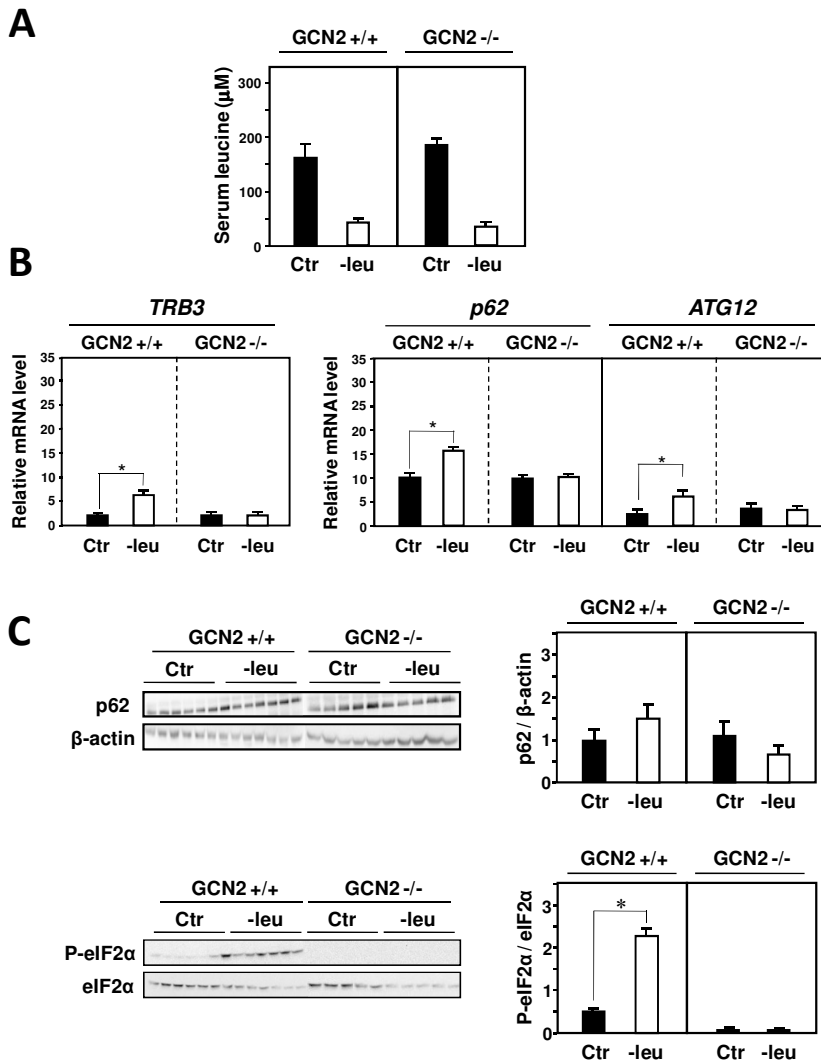 A
GCN2 +/+ GCN2 -/-
Serum leucine (µM)
300
200
100
0
Ctr -leu Ctr -leu
B
TRB3 p62 ATG12
GCN2 +/+ GCN2 -/- GCN2 +/+ GCN2 -/- GCN2 +/+ GCN2 -/-
Relative mRNA level
35
30
25
20
15
10
5
0
*
Relative mRNA level
35
30
25
20
15
10
5
0
*
*
Ctr -leu Ctr -leu Ctr -leu Ctr -leu Ctr -leu Ctr -leu
C
GCN2 +/+ GCN2 -/-
Ctr -leu Ctr -leu
p62
β-actin
GCN2 +/+ GCN2 -/-
p62 / β-actin
3
2
1
0
Ctr -leu Ctr -leu
GCN2 +/+ GCN2 -/-
Ctr -leu Ctr -leu
P-eIF2α
eIF2α
GCN2 +/+ GCN2 -/-
P-eIF2α / eIF2α
3
2
1
0
*
Ctr -leu Ctr -leu